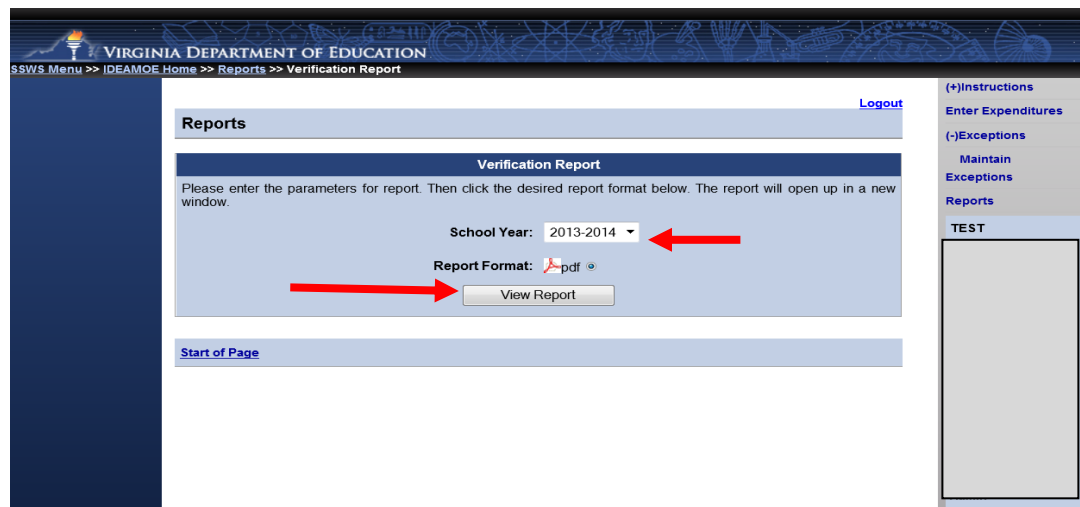 VIRGINIA DEPARTMENT OF EDUCATION
SSWS Menu >> IDEAMOE Home >> Reports >> Verification Report
Logout
Reports
Verification Report
Please enter the parameters for report. Then click the desired report format below. The report will open up in a new
window.
School Year: 2013-2014
Report Format: pdf
View Report
Start of Page
(+)Instructions
Enter Expenditures
(-)Exceptions
Maintain
Exceptions
Reports
TEST